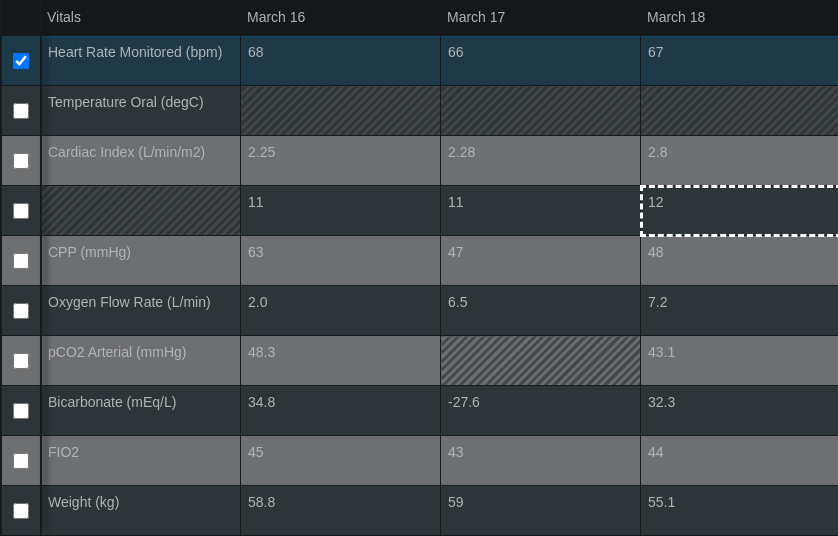 Vitals March 16 March 17 March 18
Heart Rate Monitored (bpm) 68 66 67
Temperature Oral (degC)
Cardiac Index (L/min/m2) 2.25 2.28 2.8
11 11 12
CPP (mmHg) 63 47 48
Oxygen Flow Rate (L/min) 2.0 6.5 7.2
pCO2 Arterial (mmHg) 48.3 43.1
Bicarbonate (mEq/L) 34.8 -27.6 32.3
FIO2 45 43 44
Weight (kg) 58.8 59 55.1